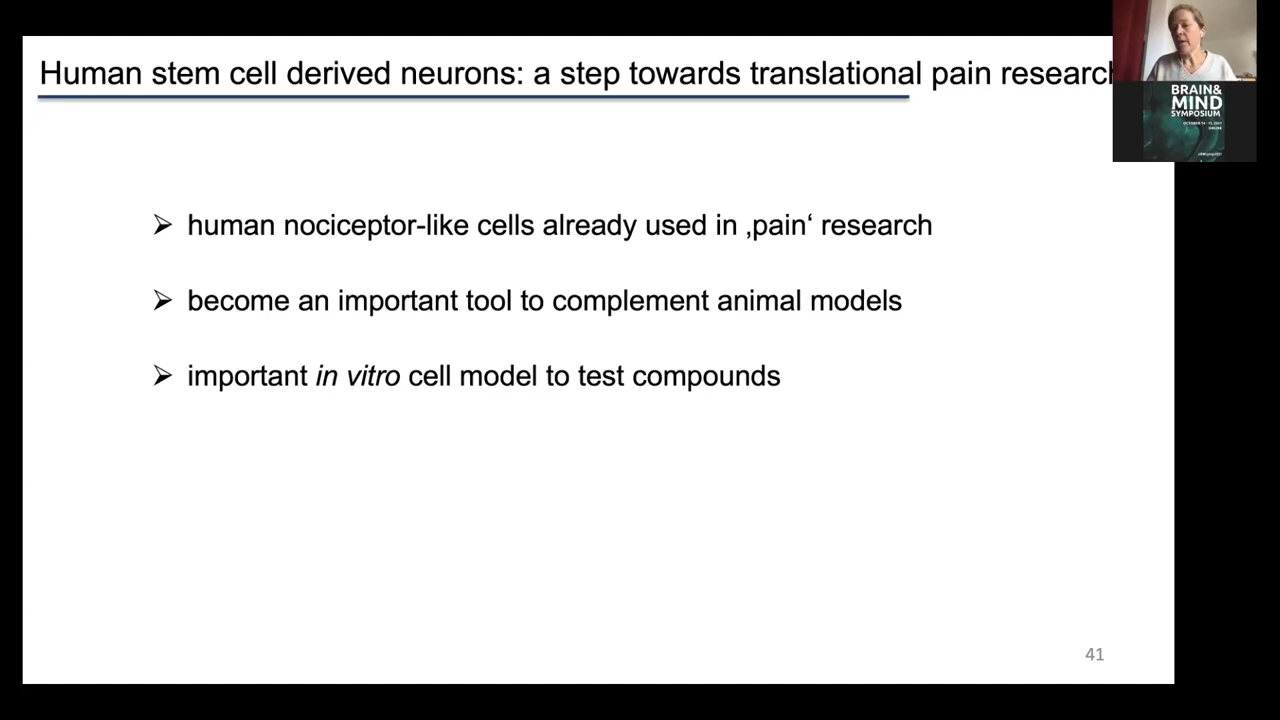 Human stem cell derived neurons: a step towards translational pain researc
BRAIN&
MIND
SYMPOSIUM
ONLINE
➢ human nociceptor-like cells already used in ‚pain‘ research
➢ become an important tool to complement animal models
➢ important in vitro cell model to test compounds
41